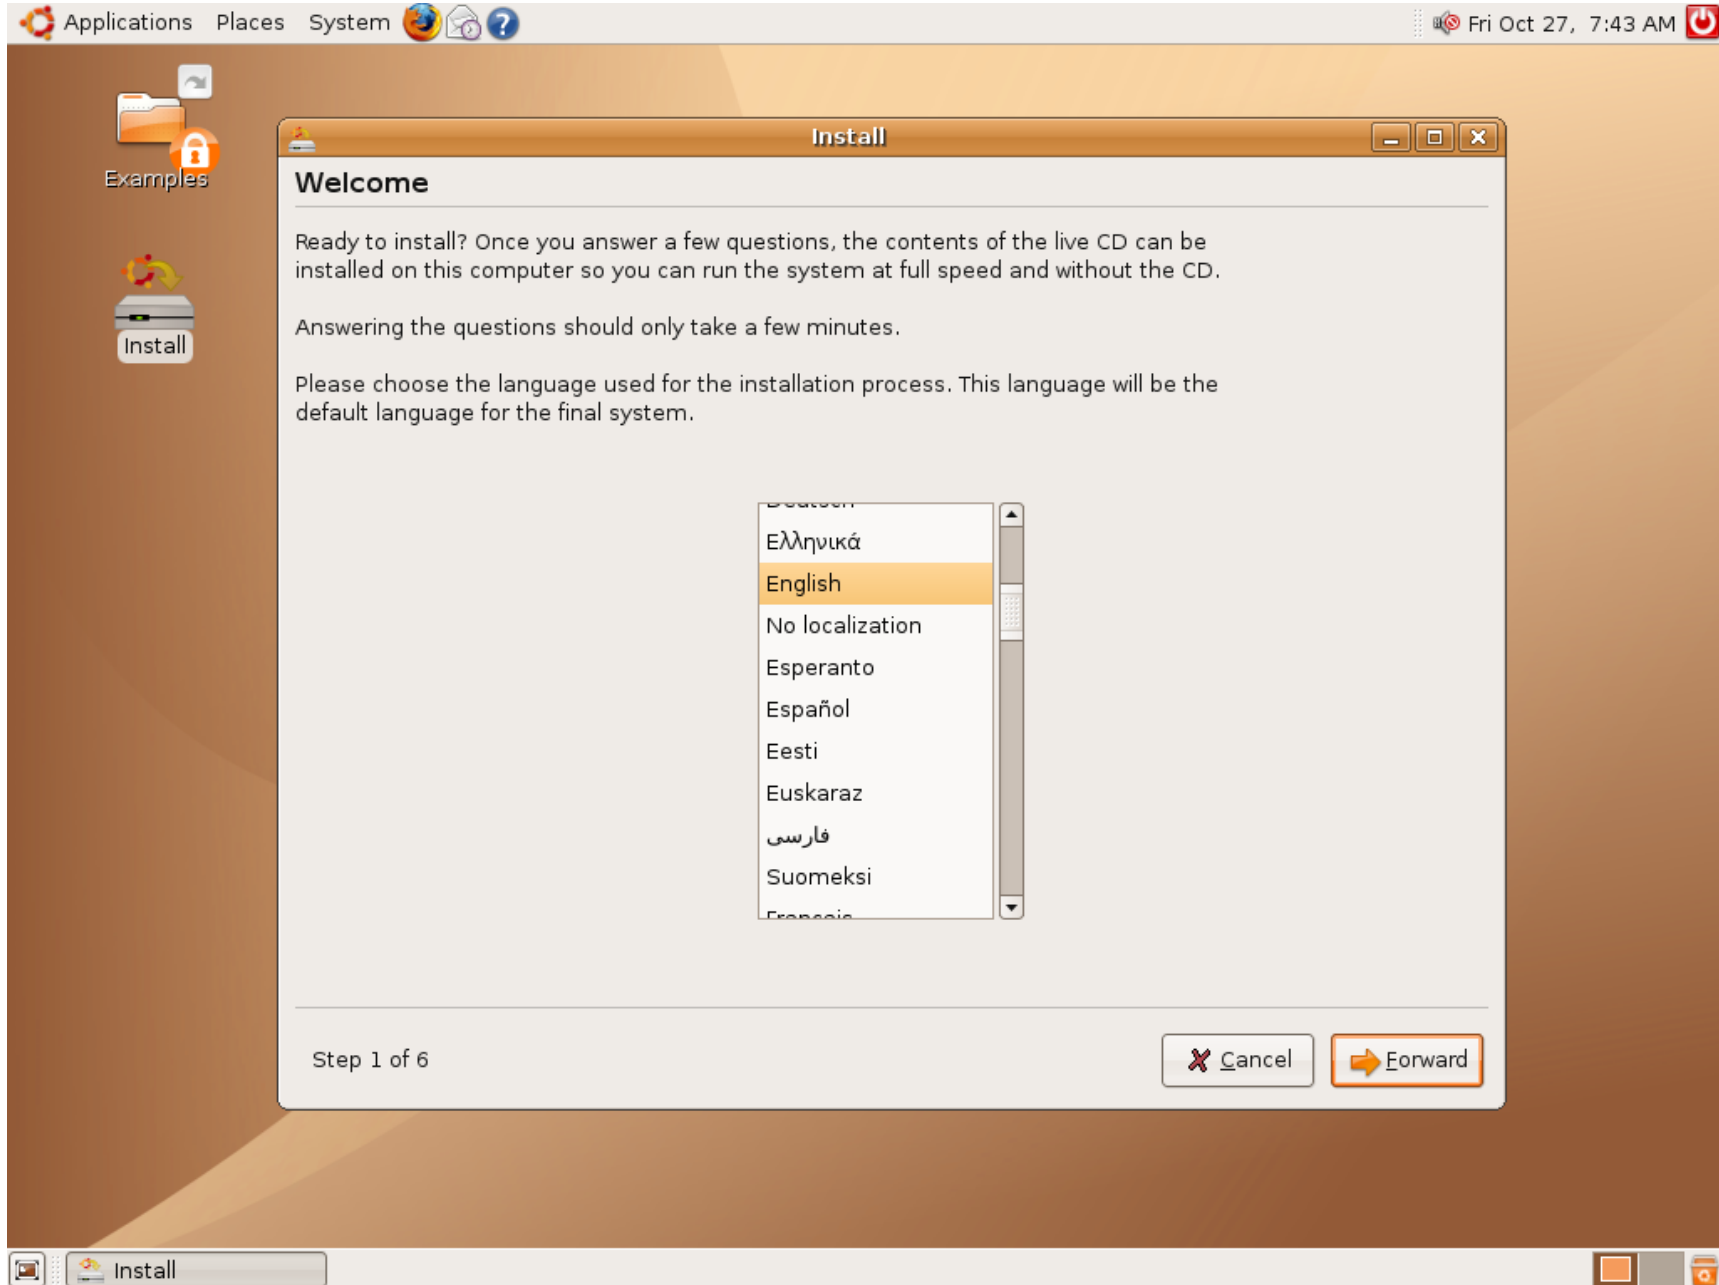 Applications Places System
Fri Oct 27, 7:43 AM
Examples
Install
Install
Welcome
Ready to install? Once you answer a few questions, the contents of the live CD can be
installed on this computer so you can run the system at full speed and without the CD.
Answering the questions should only take a few minutes.
Please choose the language used for the installation process. This language will be the
default language for the final system.
Ελληνικά
English
No localization
Esperanto
Español
Eesti
Euskaraz
فارسی
Suomeksi
Step 1 of 6
Cancel
Forward
Install